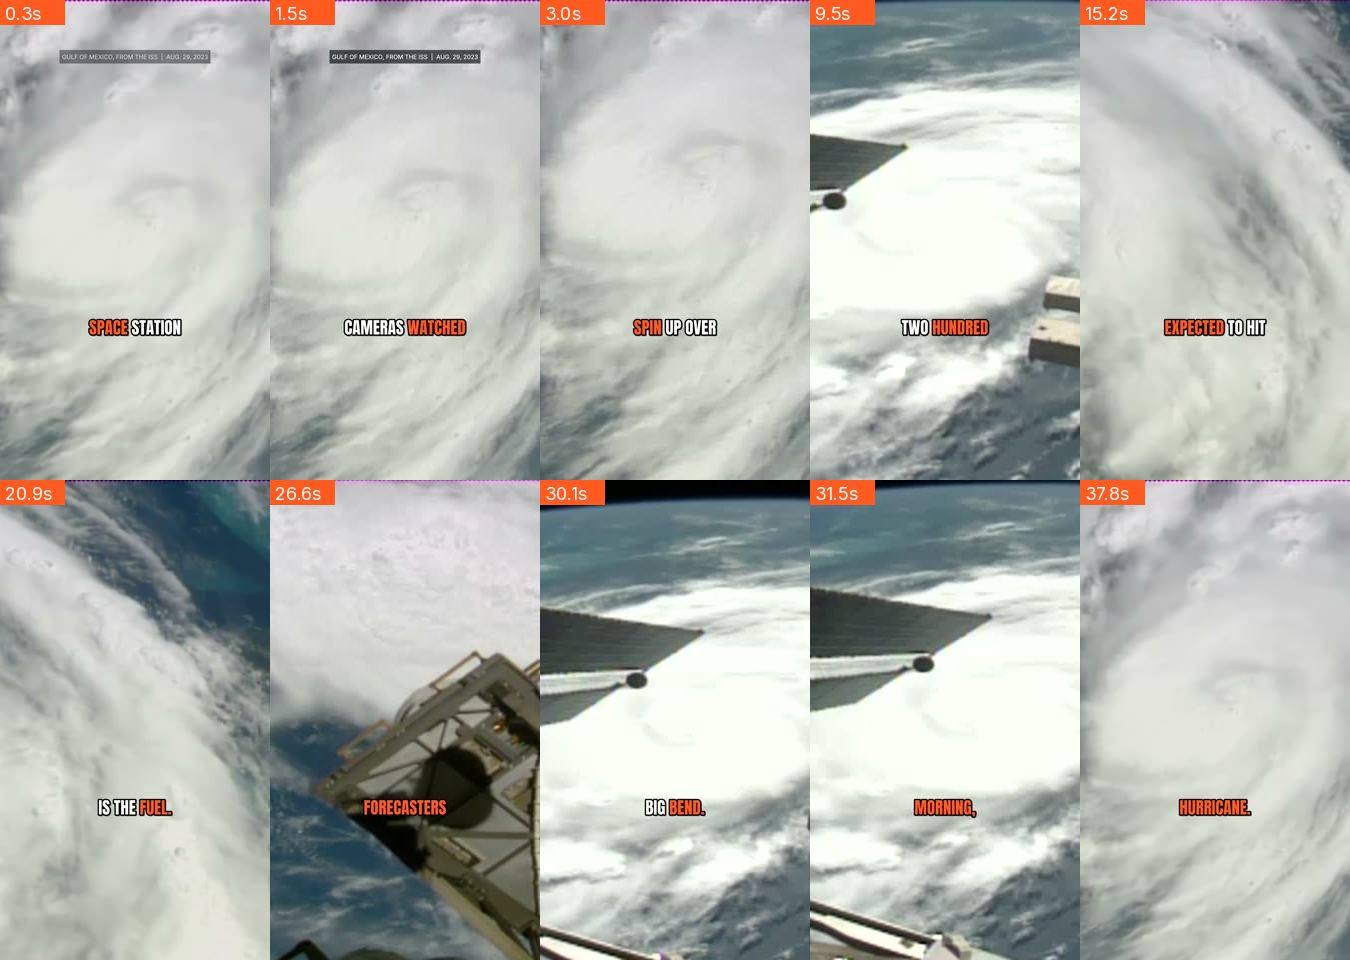 0.3s
GULF OF MEXICO, FROM THE ISS | AUG. 29, 2023
SPACE STATION
1.5s
GULF OF MEXICO, FROM THE ISS | AUG. 29, 2023
CAMERAS WATCHED
3.0s
SPIN UP OVER
9.5s
TWO HUNDRED
15.2s
EXPECTED TO HIT
20.9s
IS THE FUEL.
26.6s
FORECASTERS
30.1s
BIG BEND.
31.5s
MORNING,
37.8s
HURRICANE.